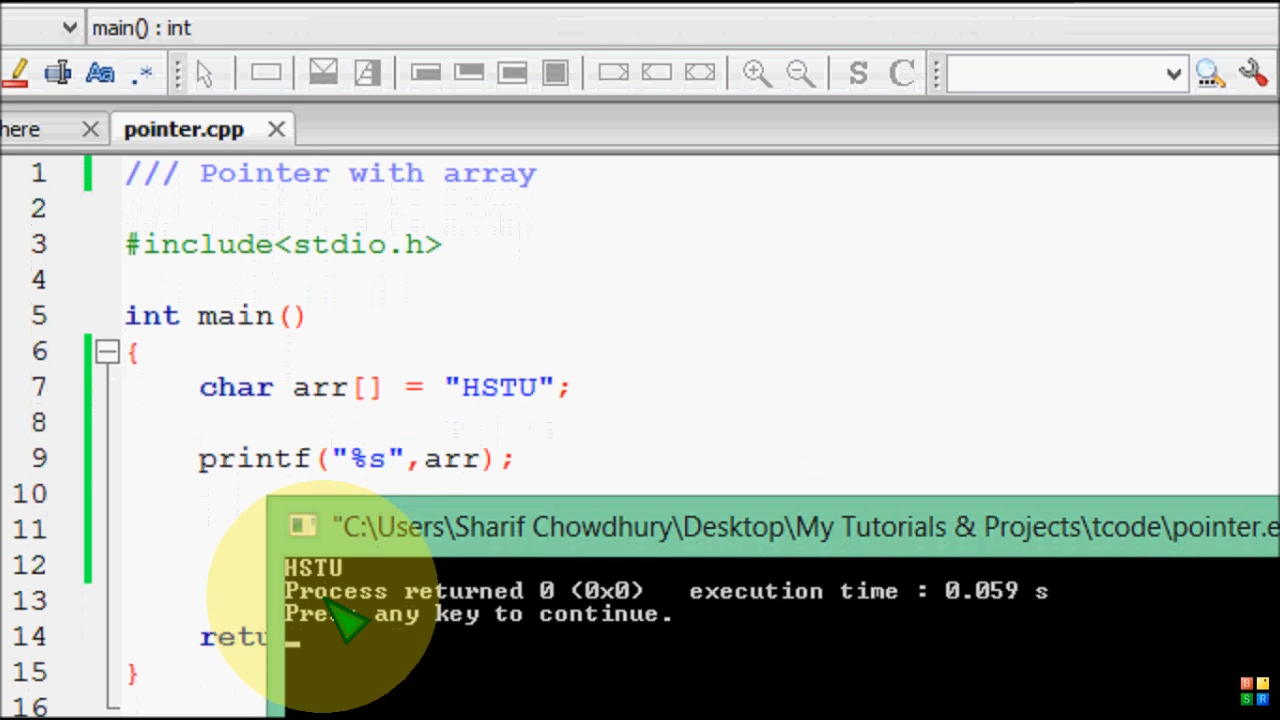 main() : int
S C
here pointer.cpp
1 /// Pointer with array
2
3 #include<stdio.h>
4
5 int main()
6 {
7 char arr[] = "HSTU";
8
9 printf("%s",arr);
10
11 "C:\Users\Sharif Chowdhury\Desktop\My Tutorials & Projects\tcode\pointer.e
12 HSTU
13 Process returned 0 (0x0) execution time : 0.059 s
Press any key to continue.
14 retu
15 }
16